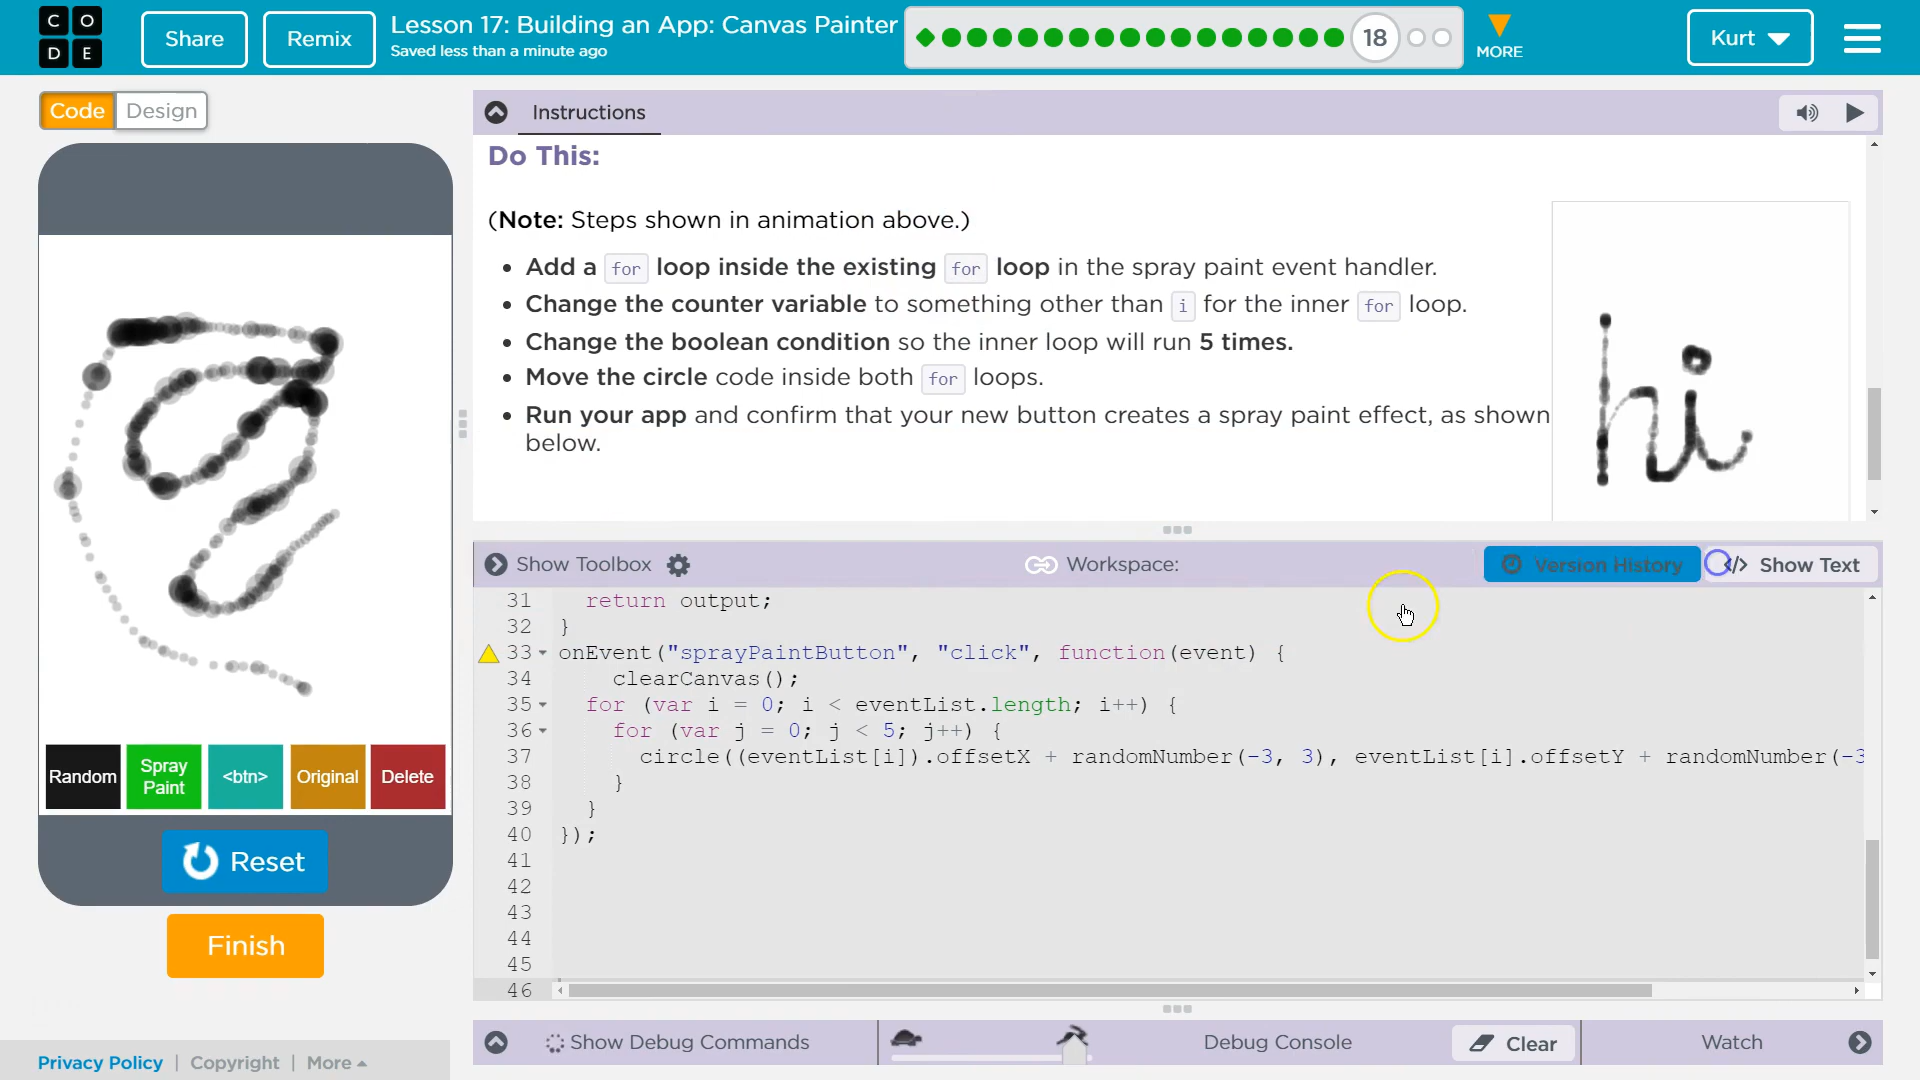 C O
D E
Share
Remix
Lesson 17: Building an App: Canvas Painter
Saved less than a minute ago
18
MORE
Kurt
Code
Design
Instructions
Do This:
(Note: Steps shown in animation above.)
Add a for loop inside the existing for loop in the spray paint event handler.
Change the counter variable to something other than i for the inner for loop.
Change the boolean condition so the inner loop will run 5 times.
Move the circle code inside both for loops.
Run your app and confirm that your new button creates a spray paint effect, as shown
below.
hi
Show Toolbox
Workspace:
Version History
</> Show Text
31 return output;
32 }
33 onEvent("sprayPaintButton", "click", function(event) {
34 clearCanvas();
35 for (var i = 0; i < eventList.length; i++) {
36 for (var j = 0; j < 5; j++) {
37 circle((eventList[i]).offsetX + randomNumber(-3, 3), eventList[i].offsetY + randomNumber(-3
38 }
39 }
40 });
41
42
43
44
45
46
Random
Spray
Paint
<btn>
Original
Delete
Reset
Finish
Show Debug Commands
Debug Console
Clear
Watch
Privacy Policy | Copyright | More